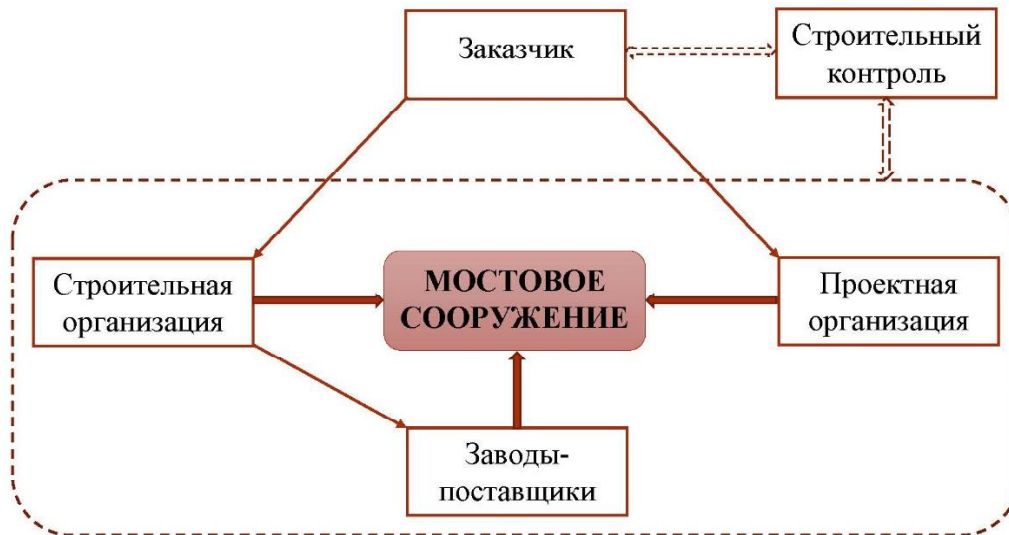 Заказчик
Строительный
контроль
Строительная
организация
МОСТОВОЕ
СООРУЖЕНИЕ
Проектная
организация
Заводы-
поставщики